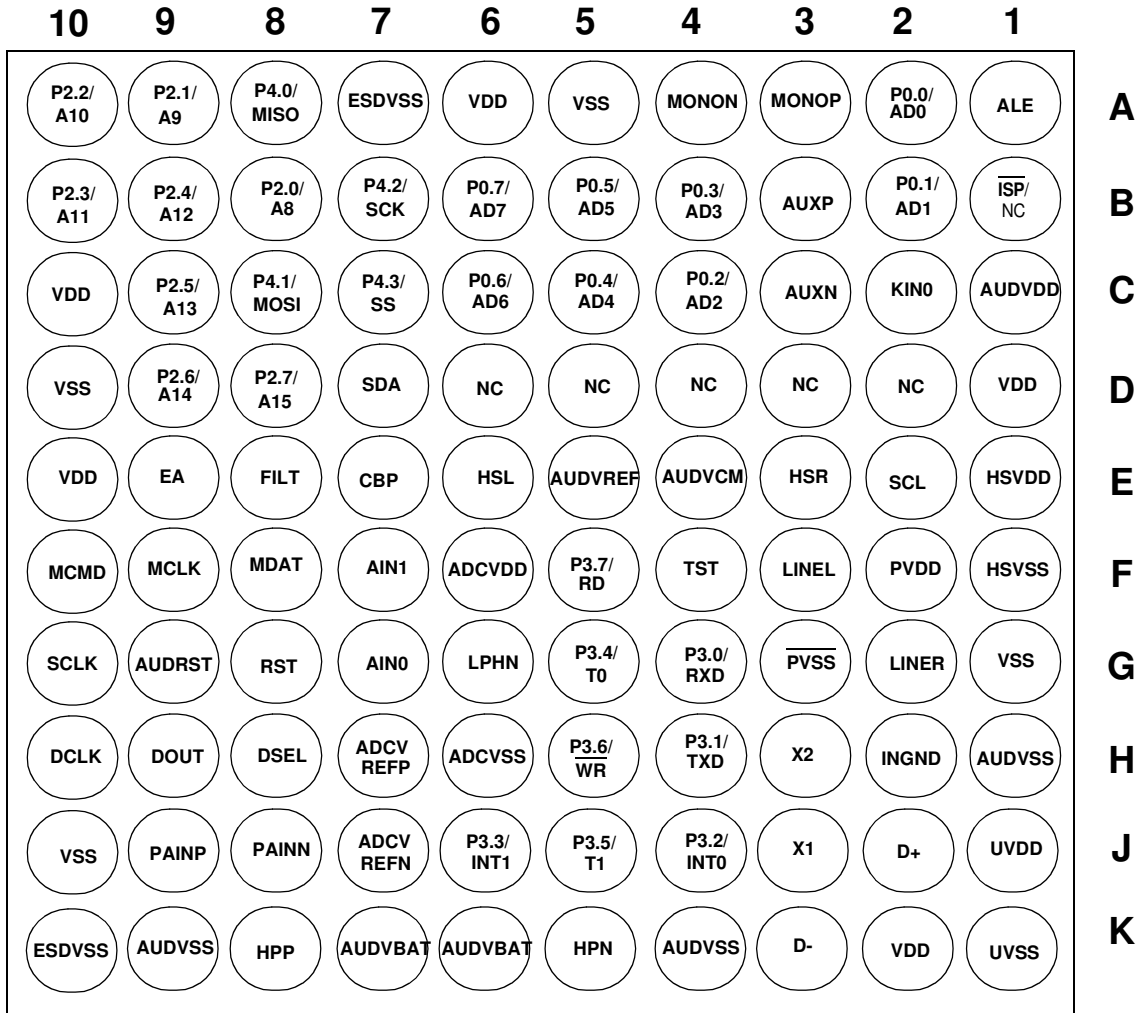 10 9 8 7 6 5 4 3 2 1
P2.2/ P2.1/ P4.0/ ESDVSS VDD VSS MONON MONOP P0.0/ ALE A
A10 A9 MISO AD0
P2.3/ P2.4/ P2.0/ P4.2/ P0.7/ P0.5/ P0.3/ AUXP P0.1/ ISP/ B
A11 A12 A8 SCK AD7 AD5 AD3 AD1 NC
VDD P2.5/ P4.1/ P4.3/ P0.6/ P0.4/ P0.2/ AUXN KIN0 AUDVDD C
A13 MOSI SS AD6 AD4 AD2
VSS P2.6/ P2.7/ SDA NC NC NC NC NC VDD D
A14 A15
VDD EA FILT CBP HSL AUDVREF AUDVCM HSR SCL HSVDD E
MCMD MCLK MDAT AIN1 ADCVDD P3.7/ TST LINEL PVDD HSVSS F
RD
SCLK AUDRST RST AIN0 LPHN P3.4/ P3.0/ PVSS LINER VSS G
T0 RXD
DCLK DOUT DSEL ADCV ADCVSS P3.6/ P3.1/ X2 INGND AUDVSS H
REFP WR TXD
VSS PAINP PAINN ADCV P3.3/ P3.5/ P3.2/ X1 D+ UVDD J
REFN INT1 T1 INT0
ESDVSS AUDVSS HPP AUDVBAT AUDVBAT HPN AUDVSS D- VDD UVSS K